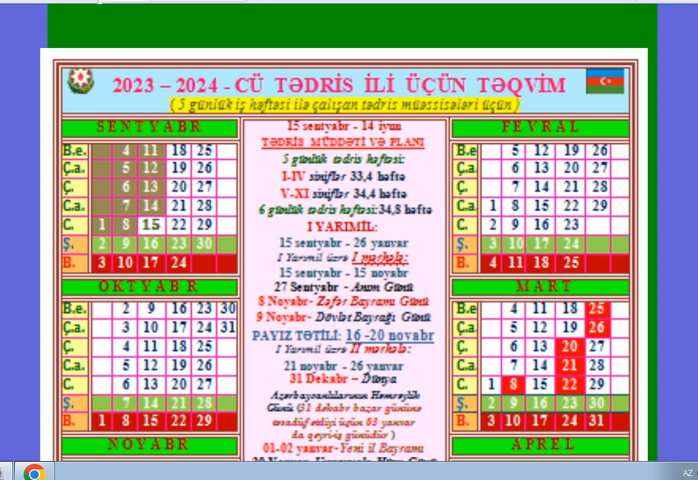 2023 – 2024 - CÜ TƏDRİS İLİ ÜÇÜN TƏQVİM
( 5 günlük iş həftəsi ilə çalışan tədris müəssisələri üçün )
SENTYABR
B.e. 4 11 18 25
Ç.a. 5 12 19 26
Ç. 6 13 20 27
C.a. 7 14 21 28
C. 1 8 15 22 29
Ş. 2 9 16 23 30
B. 3 10 17 24
OKTYABR
B.e. 2 9 16 23 30
Ç.a. 3 10 17 24 31
Ç. 4 11 18 25
C.a. 5 12 19 26
C. 6 13 20 27
Ş. 7 14 21 28
B. 1 8 15 22 29
NOYABR
15 sentyabr - 14 iyun
TƏDRİS MÜDDƏTİ VƏ PLANI
5 günlük tədris həftəsi:
I-IV siniflər 33,4 həftə
V-XI siniflər 34,4 həftə
6 günlük tədris həftəsi:34,8 həftə
I YARIMİL:
15 sentyabr - 26 yanvar
I Yarımil üzrə I mərhələ:
15 sentyabr - 15 noyabr
27 Sentyabr - Anım Günü
8 Noyabr- Zəfər Bayramı Günü
9 Noyabr- Dövlət Bayrağı Günü
PAYIZ TƏTİLİ: 16 -20 novabr
I Yarımil üzrə II mərhələ:
21 noyabr - 26 yanvar
31 Dekabr – Dünya
Azərbaycanlılarının Həmrəylik
Günü (31 dekabr bazar gününə
təsadüf etdiyi üçün 03 yanvar
da qeyri-iş günüdür )
01-02 yanvar-Yeni il Bayramı
FEVRAL
B.e 5 12 19 26
Ç.a. 6 13 20 27
Ç. 7 14 21 28
C.a. 1 8 15 22 29
C. 2 9 16 23
Ş. 3 10 17 24
B. 4 11 18 25
MART
B.e 4 11 18 25
Ç.a. 5 12 19 26
Ç. 6 13 20 27
C.a. 7 14 21 28
C. 1 8 15 22 29
Ş. 2 9 16 23 30
B. 3 10 17 24 31
APREL
AZ